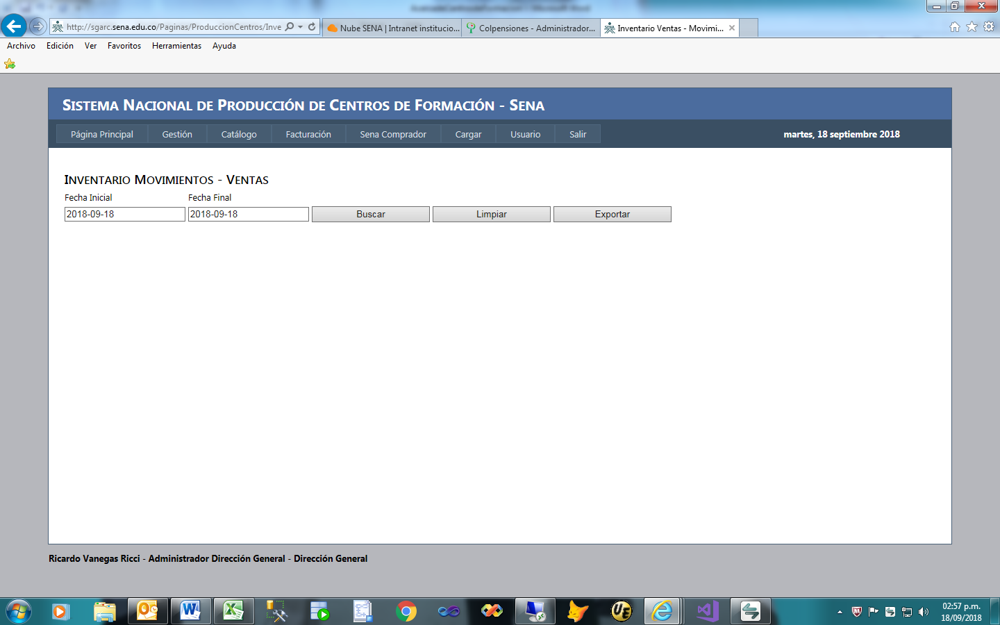 http://sgarc.sena.edu.co/Paginas/ProduccionCentros/Inve
Nube SENA | Intranet institucio...
Colpensiones - Administrador...
Inventario Ventas - Movimi...
Archivo Edición Ver Favoritos Herramientas Ayuda
SISTEMA NACIONAL DE PRODUCCIÓN DE CENTROS DE FORMACIÓN - SENA
Página Principal Gestión Catálogo Facturación Sena Comprador Cargar Usuario Salir martes, 18 septiembre 2018
INVENTARIO MOVIMIENTOS - VENTAS
Fecha Inicial Fecha Final
2018-09-18 2018-09-18 Buscar Limpiar Exportar
Ricardo Vanegas Ricci - Administrador Dirección General - Dirección General
02:57 p.m.
18/09/2018